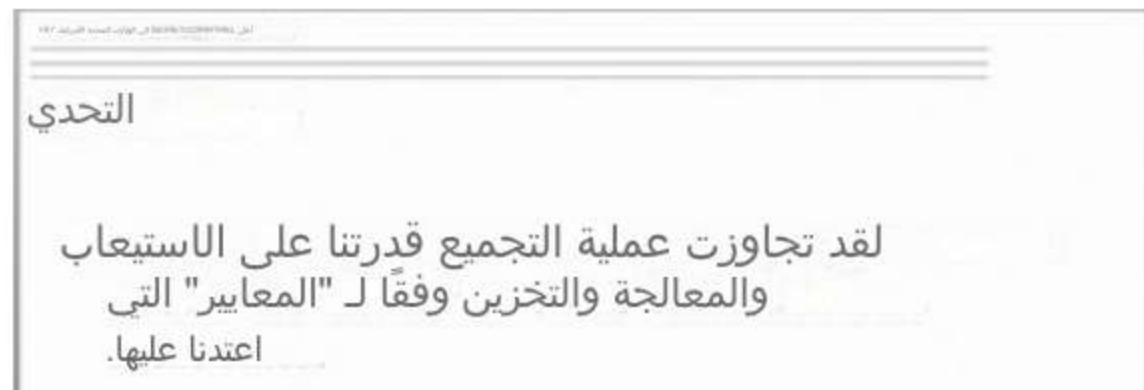 التحدي
لقد تجاوزت عملية التجميع قدرتنا على الاستيعاب
والمعالجة والتخزين وفقًا لـ "المعايير" التي
اعتدنا عليها.